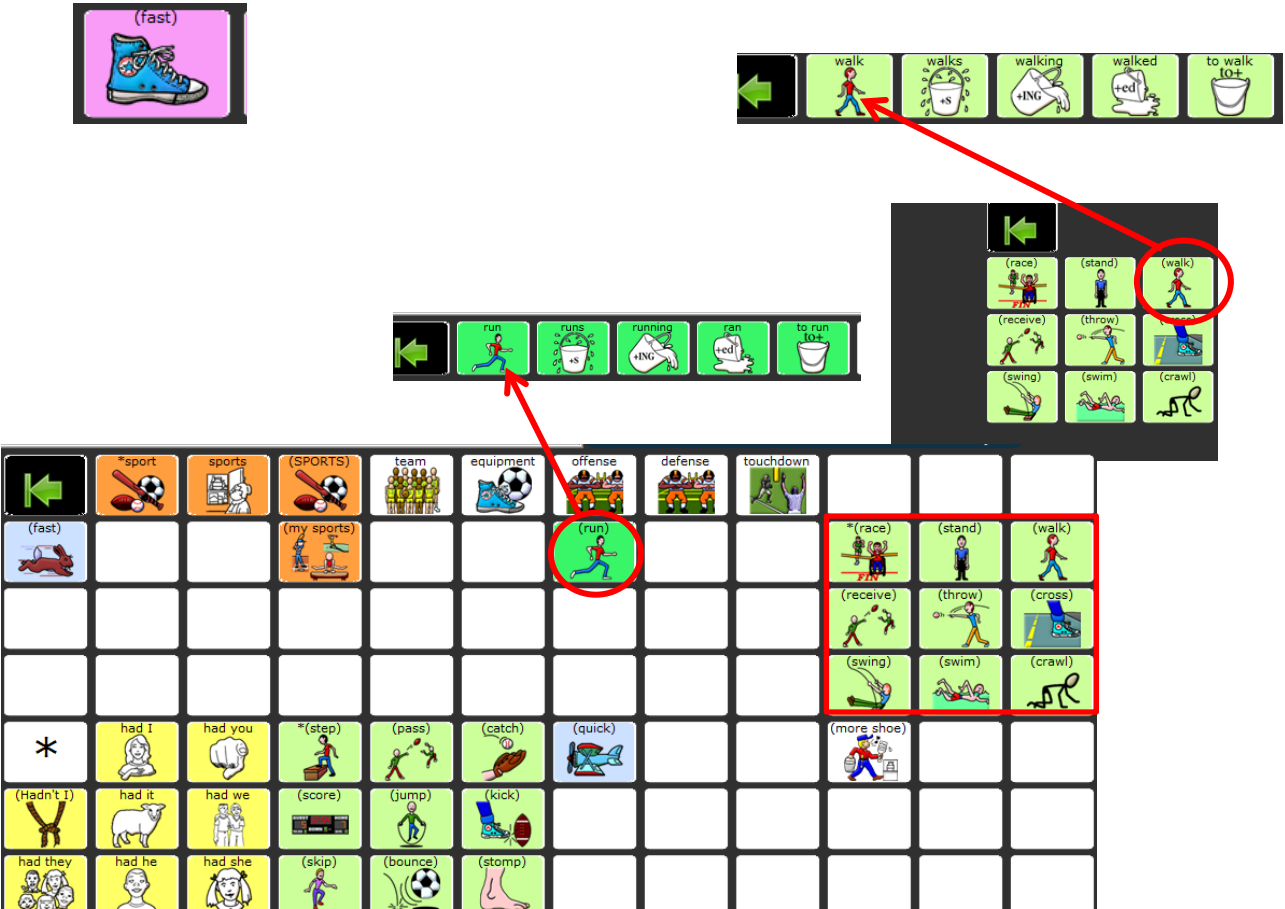 (fast)
walk walks walking walked to walk
+S +ING +ed to+
(race) (stand) (walk)
FIN
(receive) (throw)
(swing) (swim) (crawl)
run runs running ran to run
+S +ING +ed to+
*sport sports (SPORTS) team equipment offense defense touchdown
(fast) (my sports) (run) *(race) (stand) (walk)
FIN
(receive) (throw) (cross)
(swing) (swim) (crawl)
* had I had you *(step) (pass) (catch) (quick) (more shoe)
(Hadn't I) had it had we (score) (jump) (kick)
had they had he had she (skip) (bounce) (stomp)